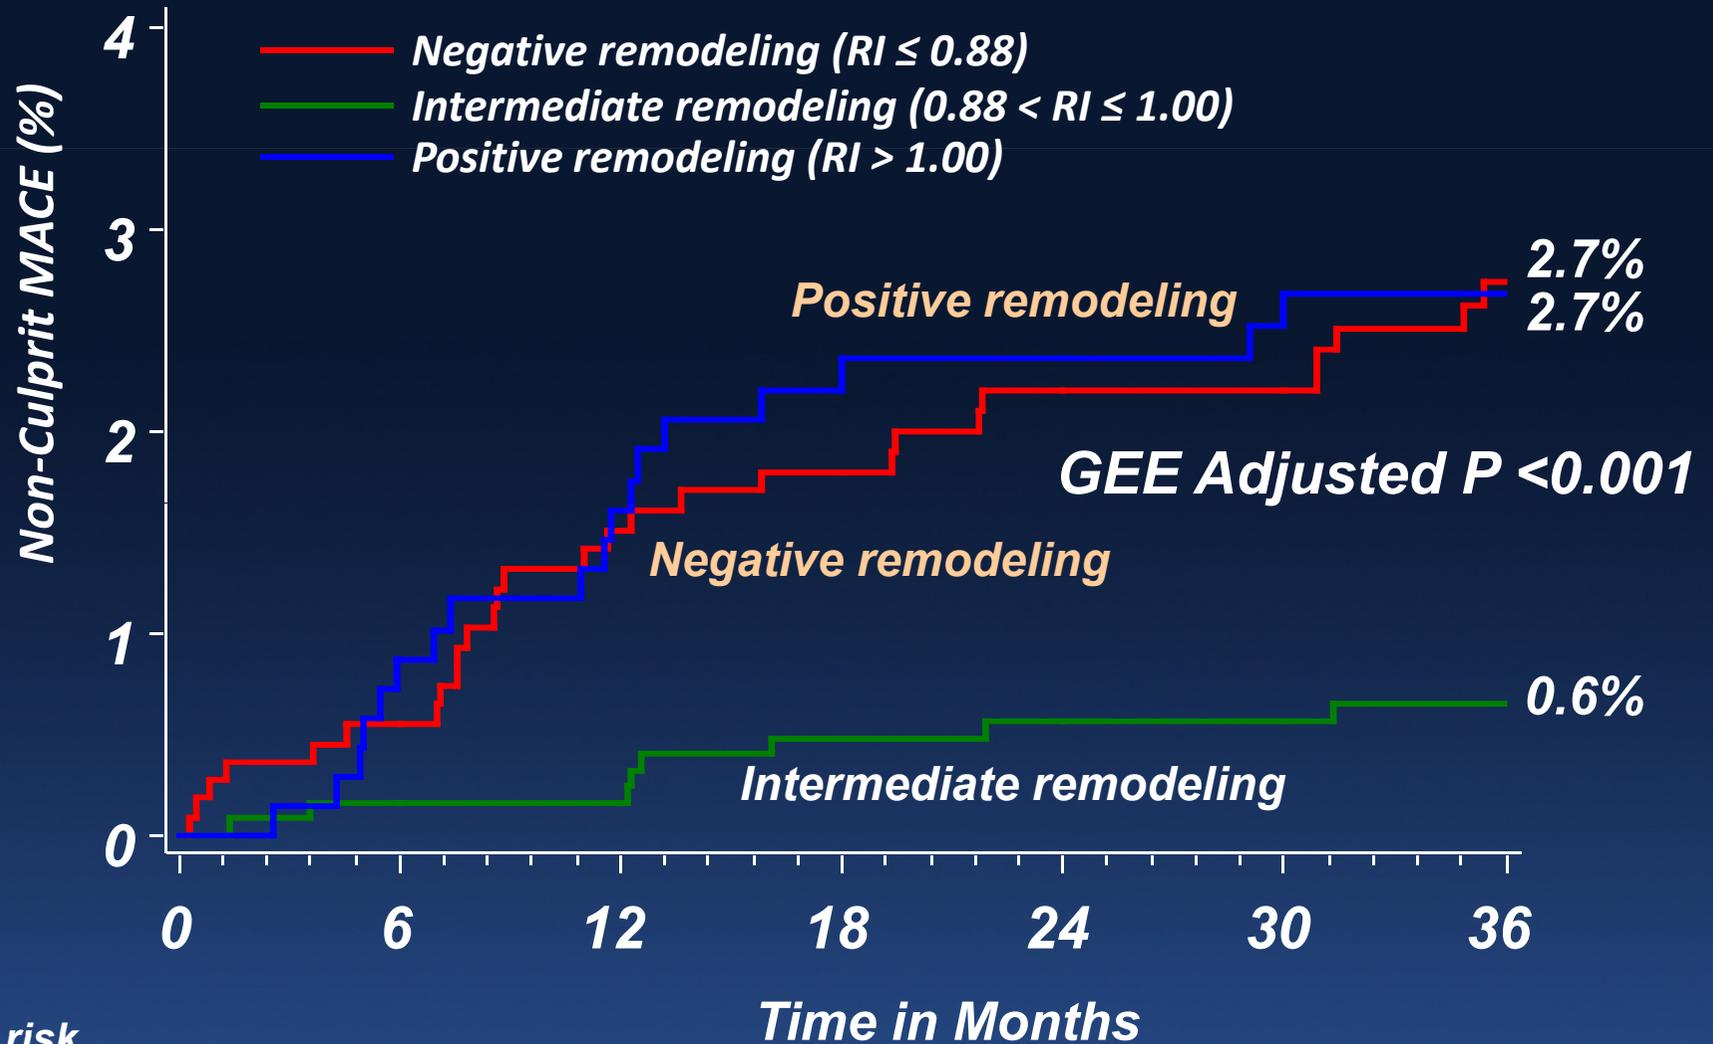 4
Negative remodeling (RI ≤ 0.88)
Intermediate remodeling (0.88 < RI ≤ 1.00)
Positive remodeling (RI > 1.00)
Non-Culprit MACE (%)
3
2.7%
Positive remodeling
2.7%
2
GEE Adjusted P <0.001
Negative remodeling
1
0.6%
Intermediate remodeling
0
0 6 12 18 24 30 36
Time in Months
risk